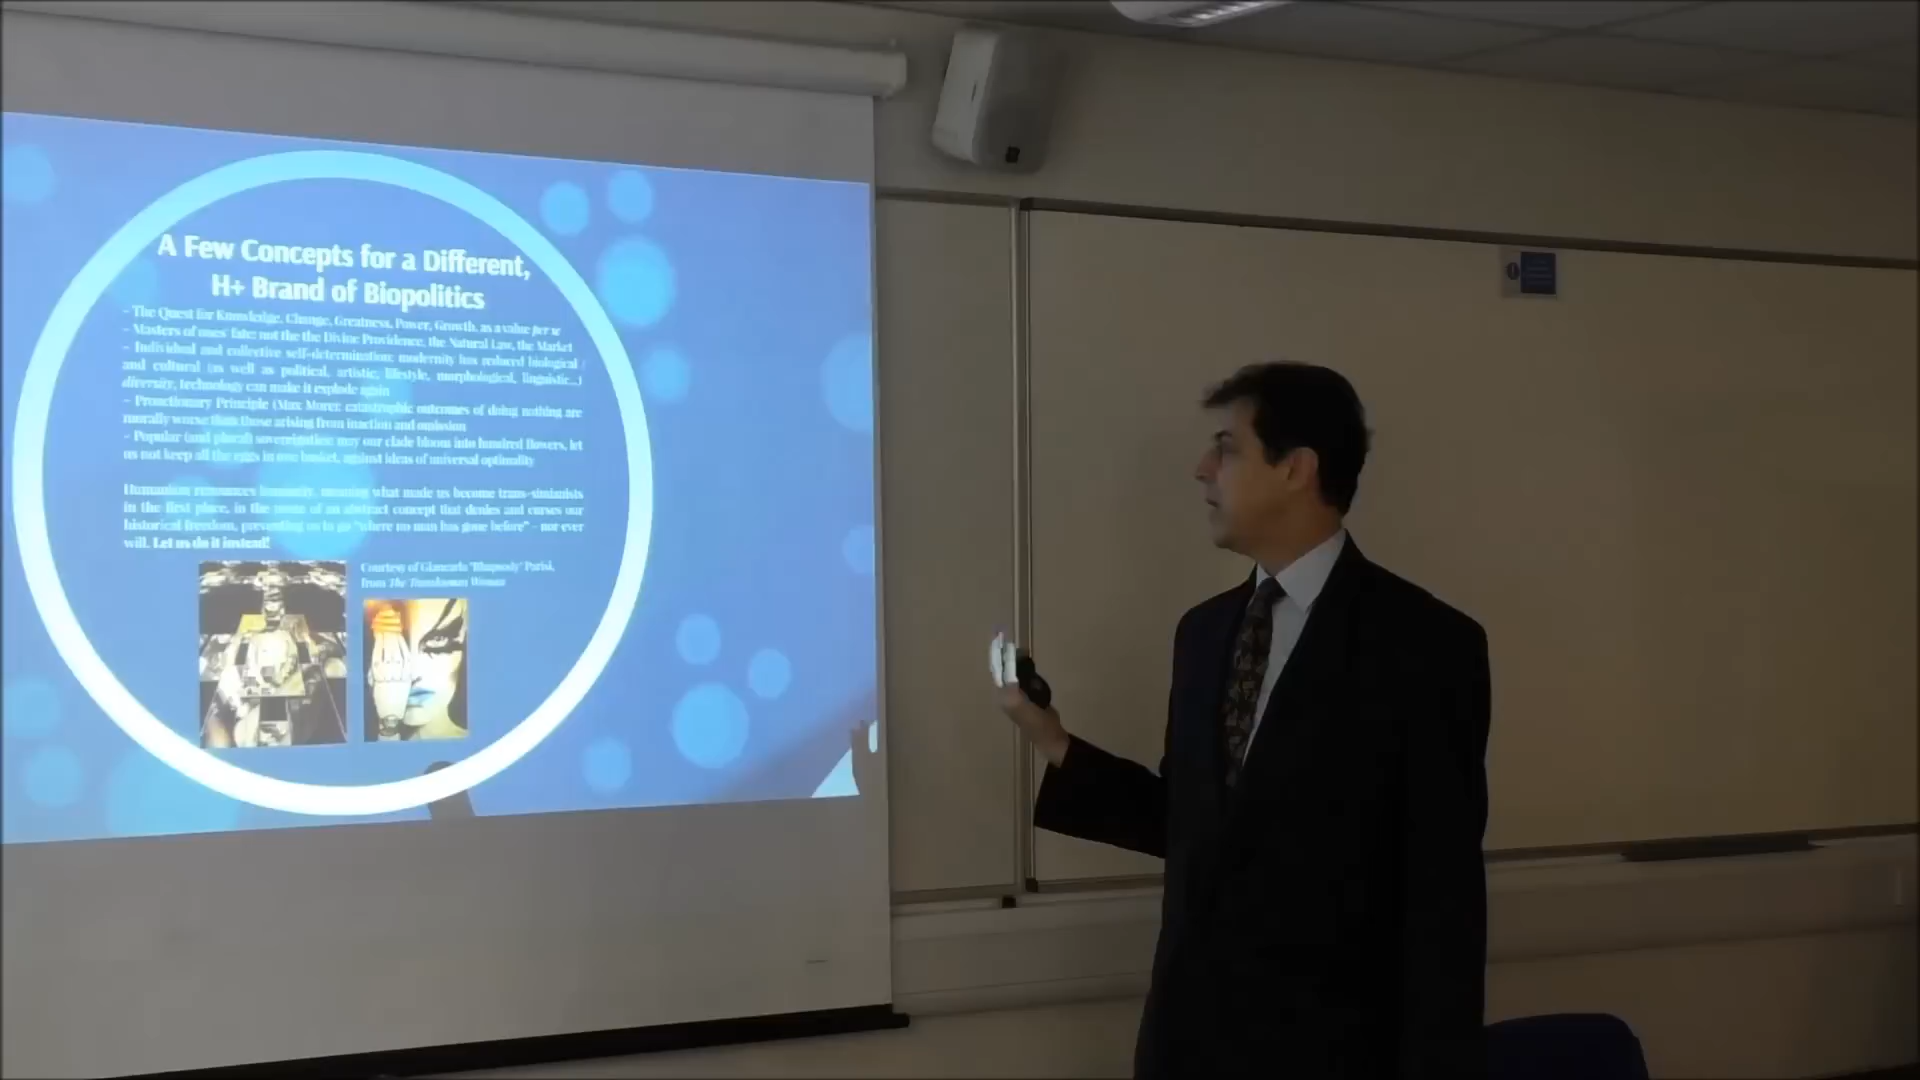 A Few Concepts for a Different,
H+ Brand of Biopolitics
– The Quest for Knowledge, Change, Greatness, Power, Growth, as a value per se
– Masters of ones' fate: not the the Divine Providence, the Natural Law, the Market
– Individual and collective self-determination: modernity has reduced biological
and cultural (as well as political, artistic, lifestyle, morphological, linguistic...)
diversity, technology can make it explode again
– Proactionary Principle (Max More): catastrophic outcomes of doing nothing are
morally worse than those arising from inaction and omission
– Popular (and plural) sovereignties: may our clade bloom into hundred flowers, let
us not keep all the eggs in one basket, against ideas of universal optimality
Humanism renounces humanity, meaning what made us become trans-simianists
in the first place, in the name of an abstract concept that denies and curses our
historical freedom, preventing us to go "where no man has gone before" - nor ever
will. Let us do it instead!
Courtesy of Giancarlo "Rhapsody" Parisi,
from The Transhuman Woman